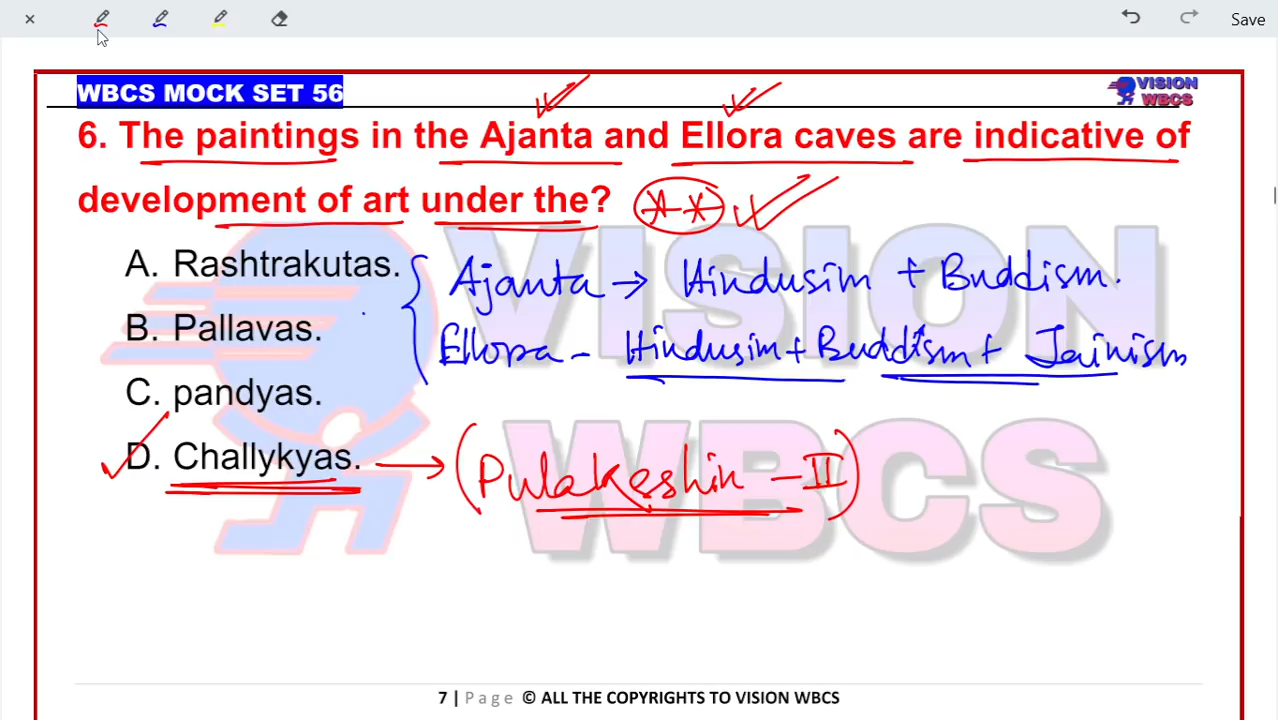 Save
WBCS MOCK SET 56
VISION
WBCS
6. The paintings in the Ajanta and Ellora caves are indicative of
development of art under the?
A. Rashtrakutas.
Ajanta → Hindusim + Buddism.
B. Pallavas.
Ellora - Hindusim + Buddism + Jainism
C. pandyas.
D. Challykyas. → (Pulakeshin - II)
VISION
WBCS
7 | Page © ALL THE COPYRIGHTS TO VISION WBCS